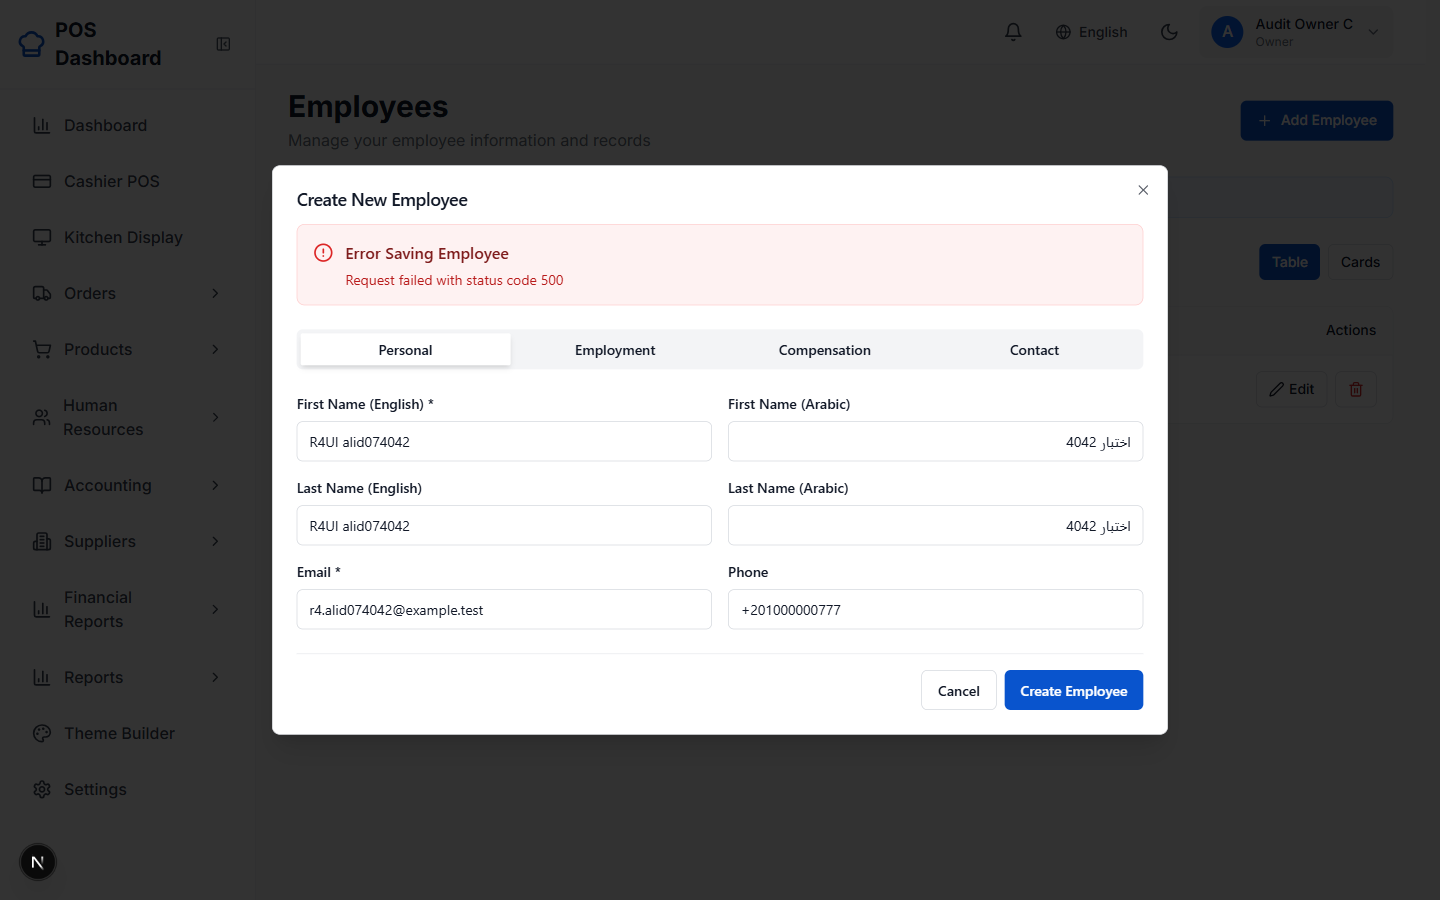 POS
Dashboard
English
A
Audit Owner C
Owner
Dashboard
Cashier POS
Kitchen Display
Orders
Products
Human
Resources
Accounting
Suppliers
Financial
Reports
Reports
Theme Builder
Settings
N
Employees
Manage your employee information and records
Add Employee
Table
Cards
Actions
Edit
Create New Employee
Error Saving Employee
Request failed with status code 500
Personal
Employment
Compensation
Contact
First Name (English) *
First Name (Arabic)
R4UI alid074042
اختبار 4042
Last Name (English)
Last Name (Arabic)
R4UI alid074042
اختبار 4042
Email *
Phone
r4.alid074042@example.test
+201000000777
Cancel
Create Employee